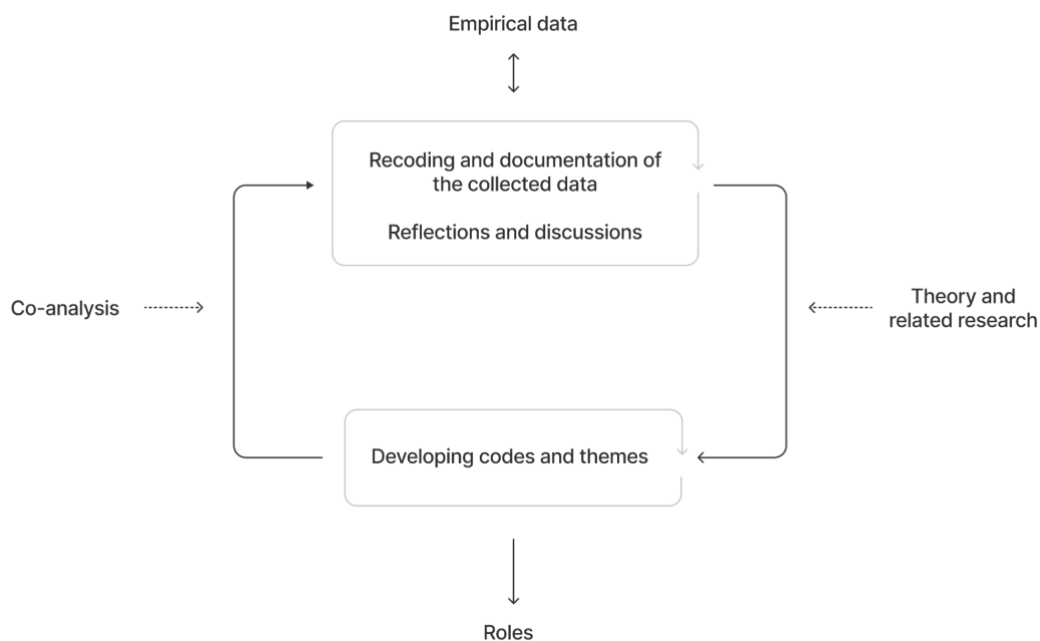 Empirical data
Recoding and documentation of
the collected data
Reflections and discussions
Co-analysis
Theory and
related research
Developing codes and themes
Roles